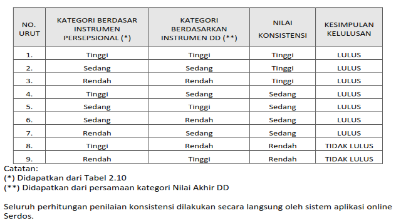 NO. URUT | KATEGORI BERDASAR INSTRUMEN PERSEPSIONAL (*) | KATEGORI BERDASARKAN INSTRUMEN DD (**) | NILAI KONSISTENSI | KESIMPULAN KELULUSAN
1. | Tinggi | Tinggi | Tinggi | LULUS
2. | Sedang | Sedang | Tinggi | LULUS
3. | Rendah | Rendah | Tinggi | LULUS
4. | Tinggi | Sedang | Sedang | LULUS
5. | Sedang | Tinggi | Sedang | LULUS
6. | Sedang | Rendah | Sedang | LULUS
7. | Rendah | Sedang | Sedang | LULUS
8. | Tinggi | Rendah | Rendah | TIDAK LULUS
9. | Rendah | Tinggi | Rendah | TIDAK LULUS
Catatan:
(*) Didapatkan dari Tabel 2.10
(**) Didapatkan dari persamaan kategori Nilai Akhir DD
Seluruh perhitungan penilaian konsistensi dilakukan secara langsung oleh sistem aplikasi online
Serdos.